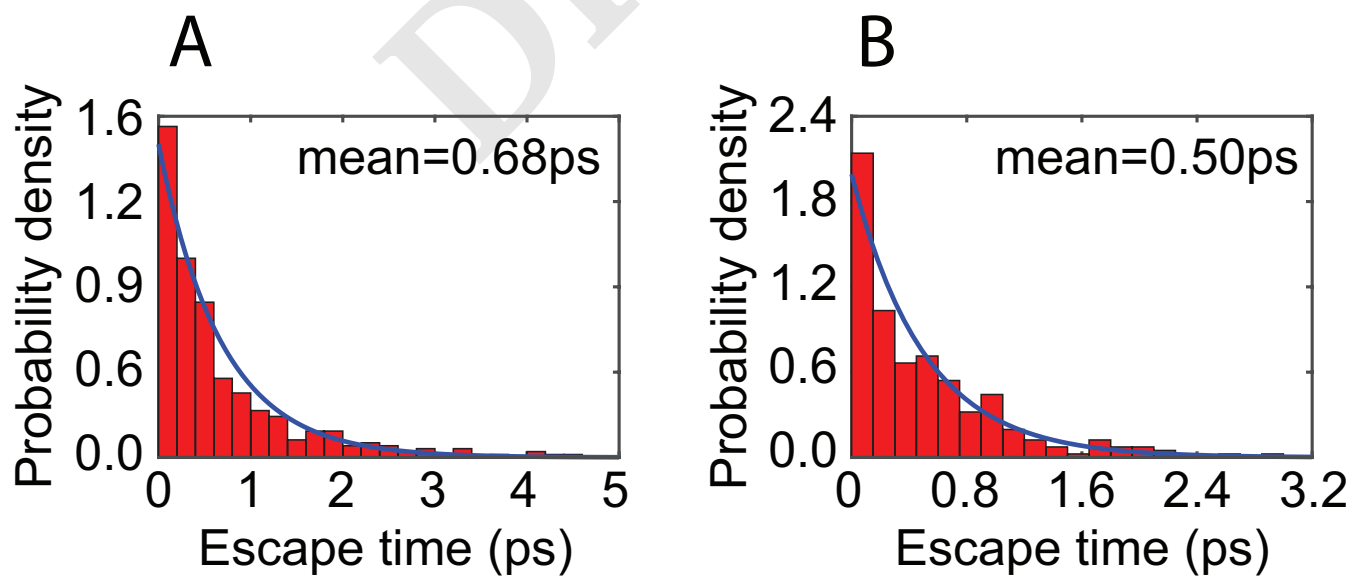 A
B
Probability density
1.6
1.2
0.9
0.6
0.0
mean=0.68ps
0 1 2 3 4 5
Escape time (ps)
Probability density
2.4
1.8
1.2
0.6
0.0
mean=0.50ps
0 0.8 1.6 2.4 3.2
Escape time (ps)